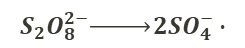 S₂O₈²⁻ ⟶ 2SO₄⁻ ·